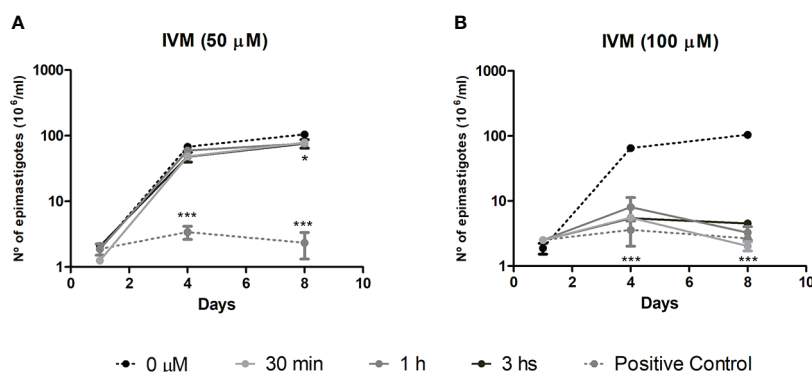 A
IVM (50 μM)
Nº of epimastigotes (10⁶/ml)
1000
100
10
1
*
***
***
0 2 4 6 8 10
Days
B
IVM (100 μM)
Nº of epimastigotes (10⁶/ml)
1000
100
10
1
***
***
0 2 4 6 8 10
Days
0 μM 30 min 1 h 3 hs Positive Control